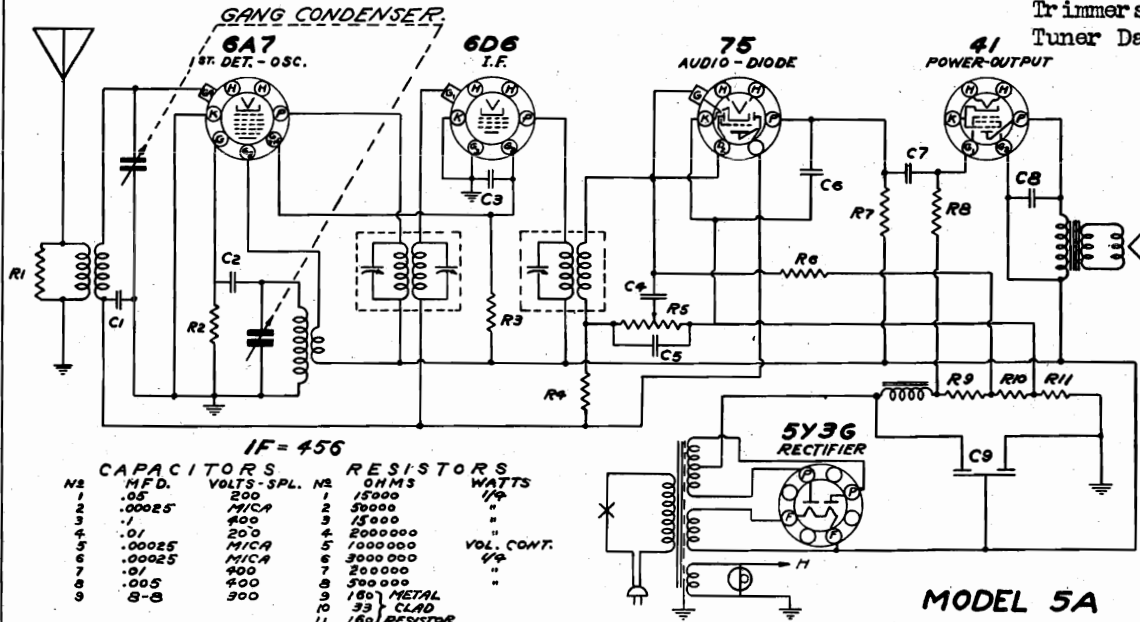 GANG CONDENSER.
Trimmers
Tuner Da
6A7
1ST. DET.-OSC.
6D6
I.F.
75
AUDIO-DIODE
41
POWER-OUTPUT
G H H
K P
G
G H H
K P
C3
G H H
K P
C6
H H
K P
C7
R7
R8
C8
R1
C1
C2
R2
R3
R4
C4
R5
C5
R6
R9 R10 R11
C9
5Y3G
RECTIFIER
P
P
F
F
H
IF = 456
CAPACITORS RESISTORS
Nº MFD. VOLTS-SPL. Nº OHMS WATTS
1 .05 200 1 15000 1/4
2 .00025 MICA 2 50000 "
3 .1 400 3 15000 "
4 .01 200 4 2000000 "
5 .00025 MICA 5 1000000 VOL. CONT.
6 .00025 MICA 6 3000000 1/4
7 .01 400 7 200000 "
8 .005 400 8 500000 "
9 8-8 300 9 160 METAL
10 33 CLAD
11 160 RESISTOR
MODEL 5A